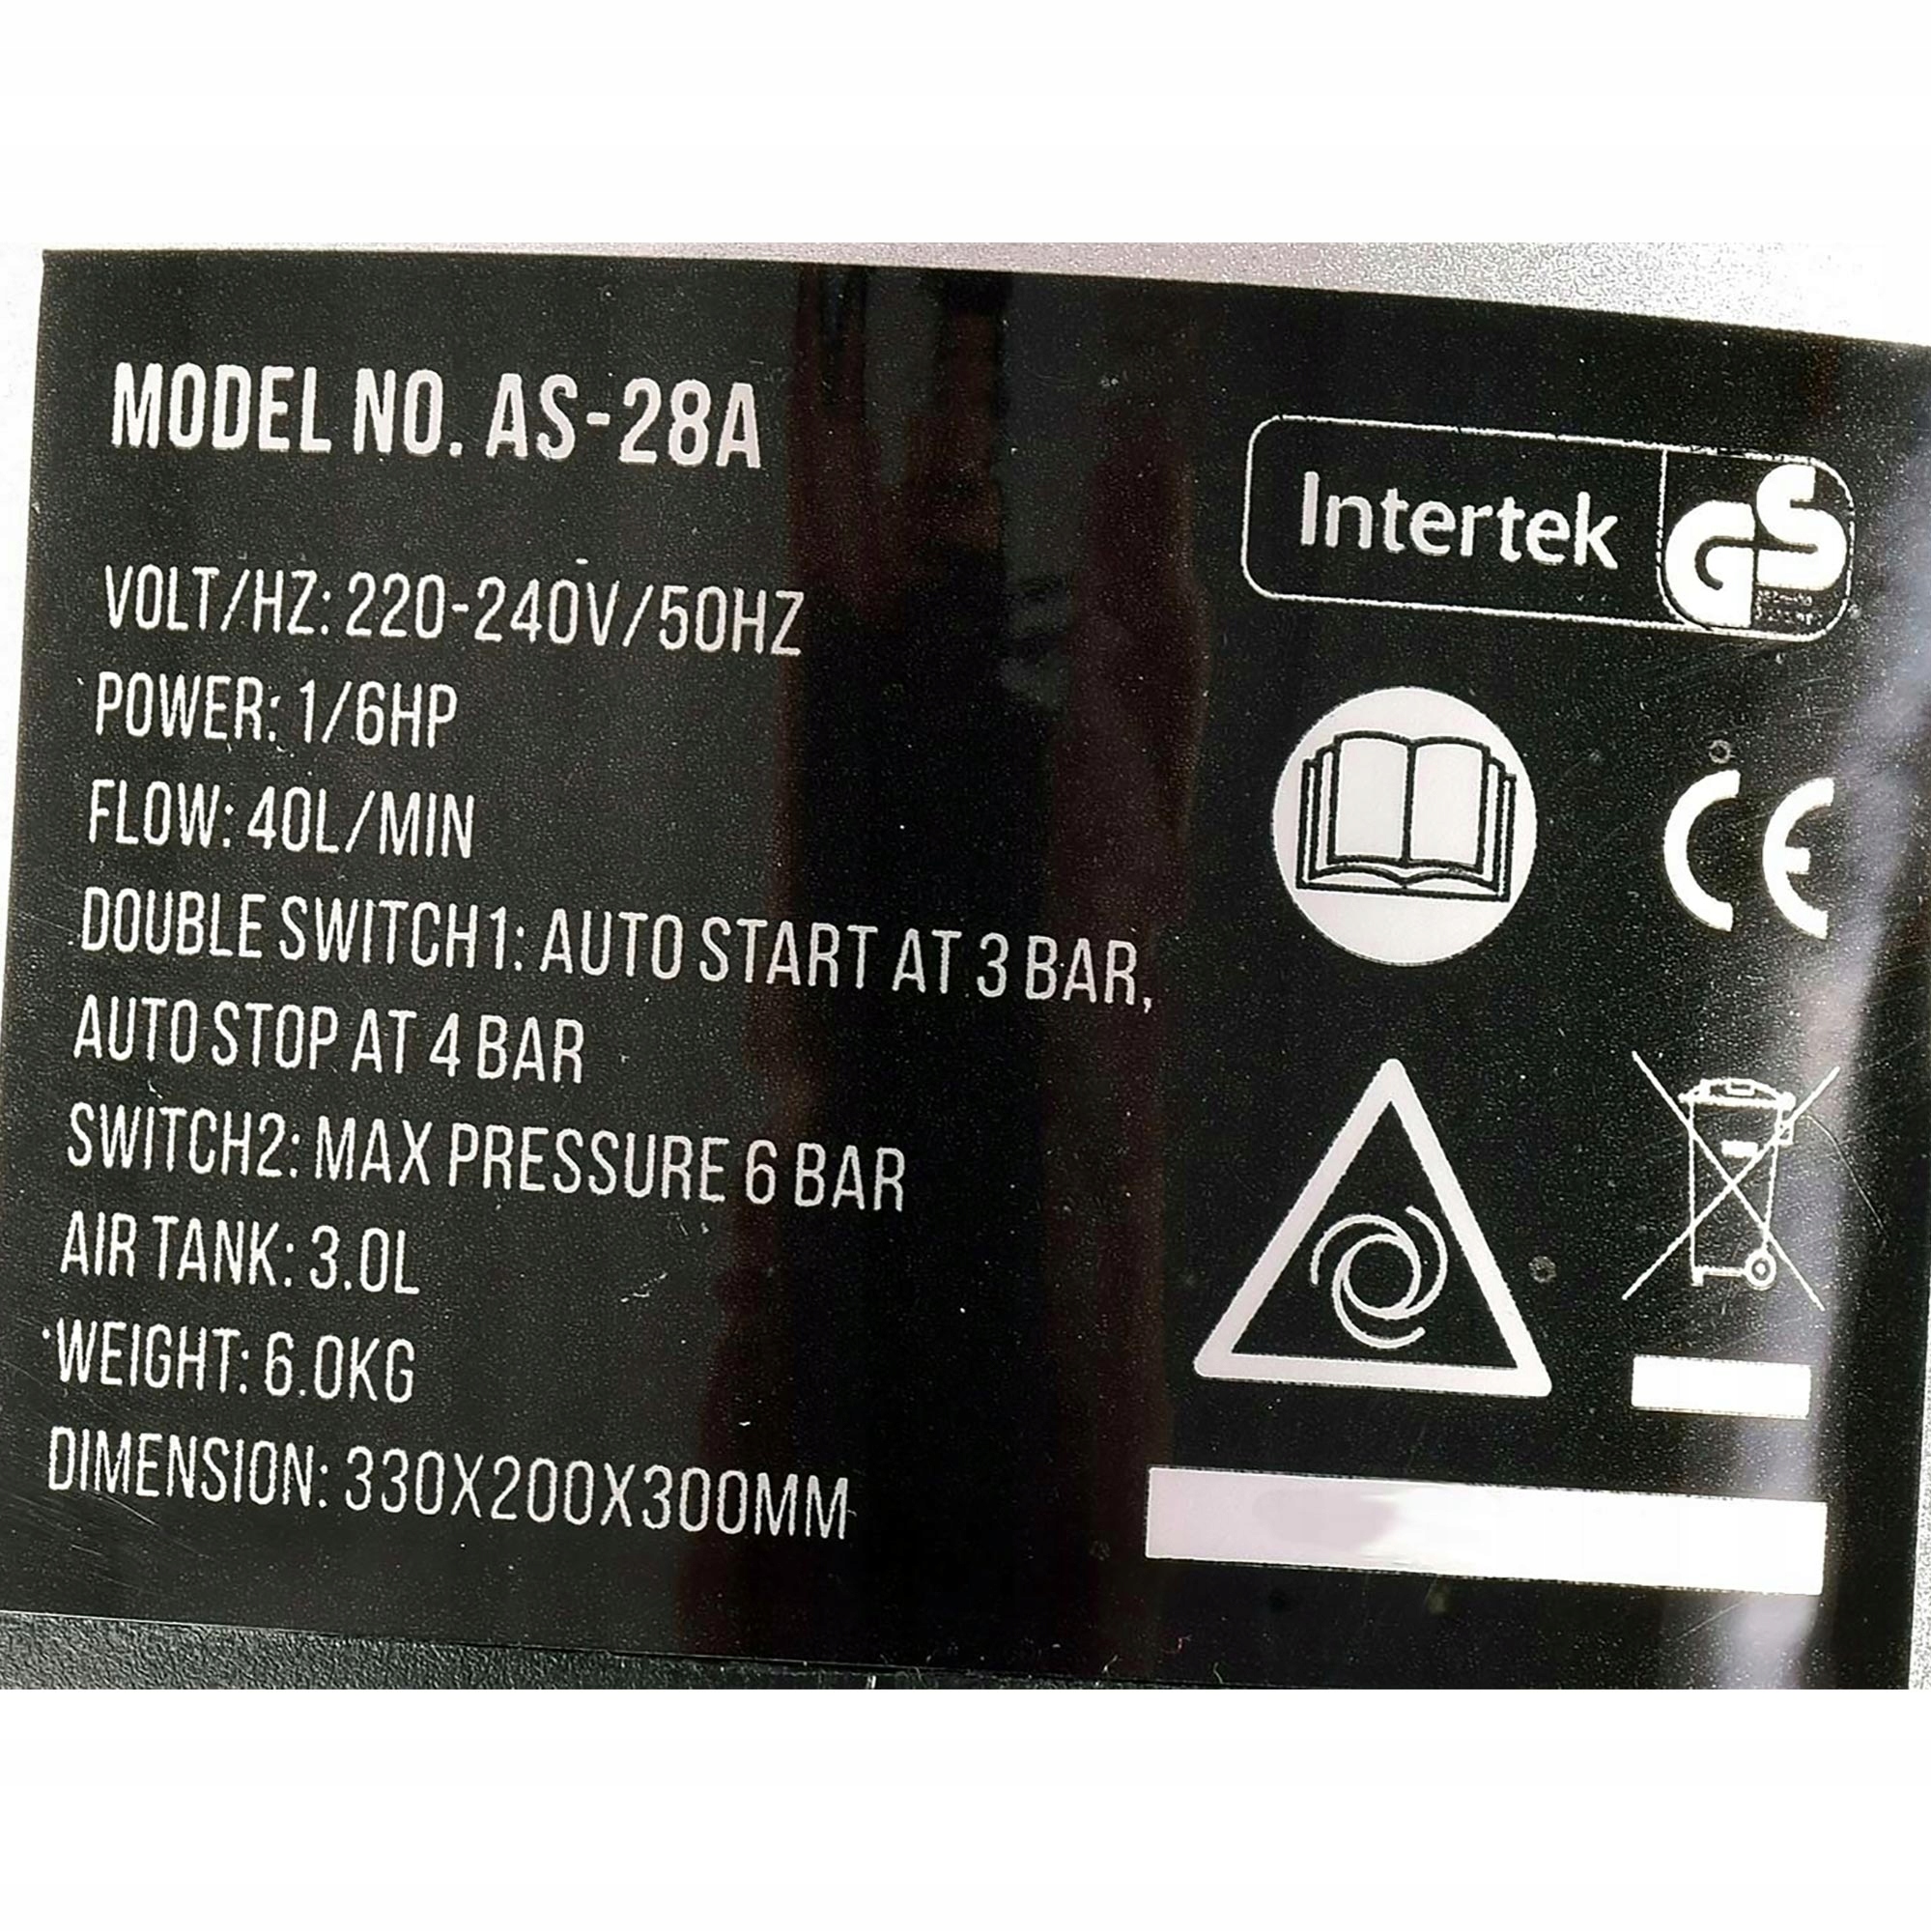 MODEL NO. AS-28A
VOLT/HZ: 220-240V/50HZ
POWER: 1/6HP
FLOW: 40L/MIN
DOUBLE SWITCH1: AUTO START AT 3 BAR,
AUTO STOP AT 4 BAR
SWITCH2: MAX PRESSURE 6 BAR
AIR TANK: 3.0L
WEIGHT: 6.0KG
DIMENSION: 330X200X300MM
Intertek GS
CE